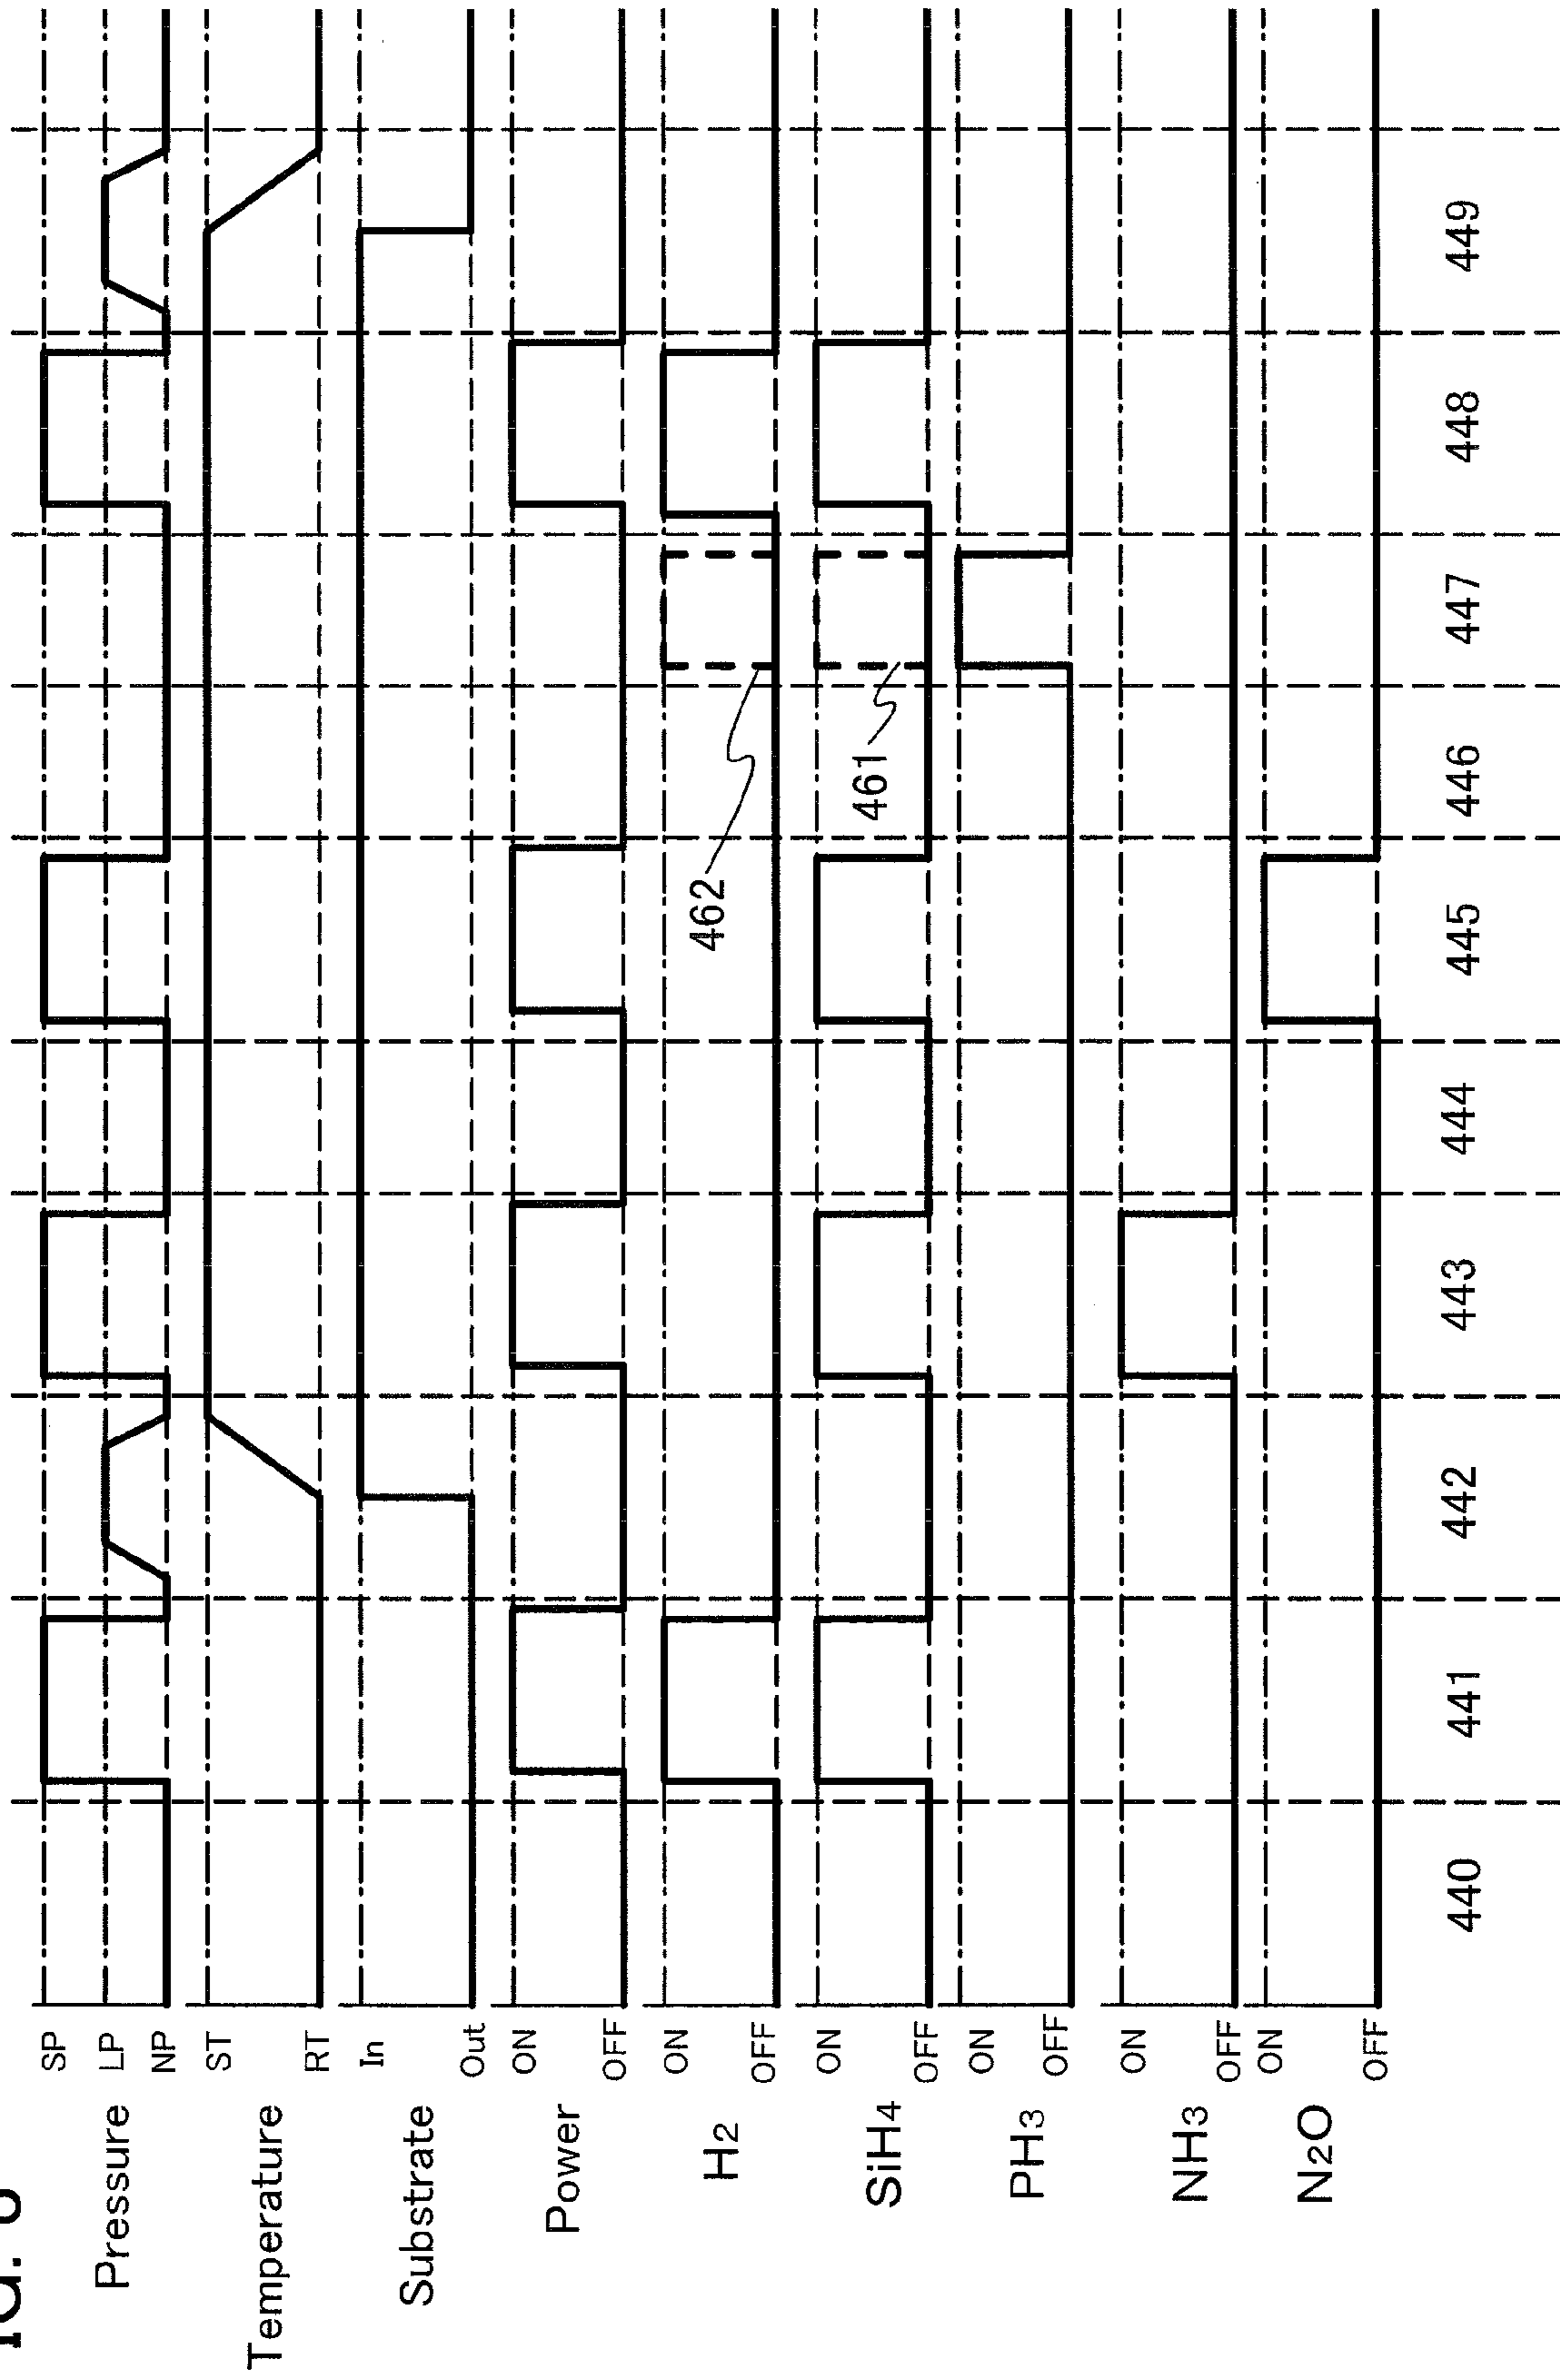 Pressure
SP
LP
NP
Temperature
ST
RT
Substrate
In
Out
Power
ON
OFF
H2
ON
OFF
SiH4
ON
OFF
PH3
ON
OFF
NH3
ON
OFF
N2O
ON
OFF
462
461
440 441 442 443 444 445 446 447 448 449